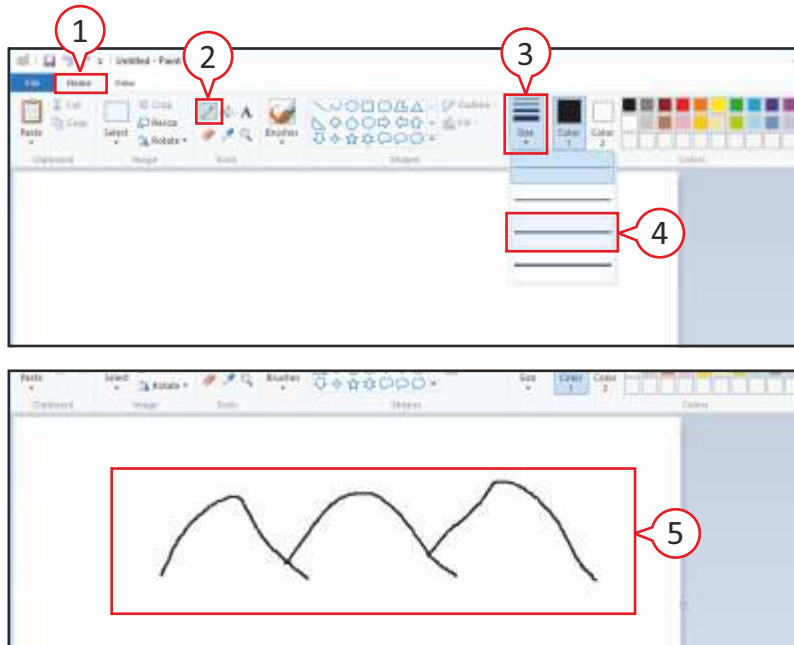 1
2
3
Untitled - Paint
File Home View
Cut
Copy
Paste
Crop
Resize
Rotate
Select
A
Brushes
Outline
Fill
Size
Color 1
Color 2
Clipboard
Image
Tools
Shapes
Colors
4
Paste
Select
Rotate
Brushes
Size
Color 1
Color 2
Clipboard
Image
Tools
Shapes
Colors
5